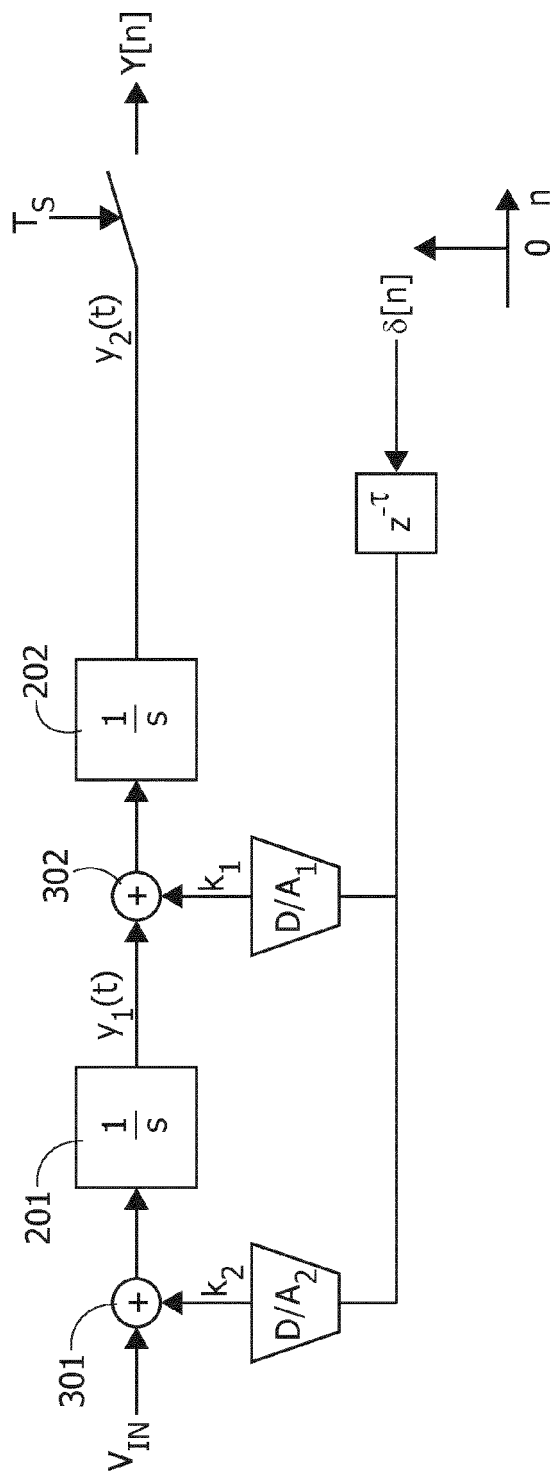 V_IN
301
+
k_2
D/A_2
201
1/s
y_1(t)
302
+
k_1
D/A_1
202
1/s
y_2(t)
T_S
Y[n]
z^-τ
δ[n]
0 n